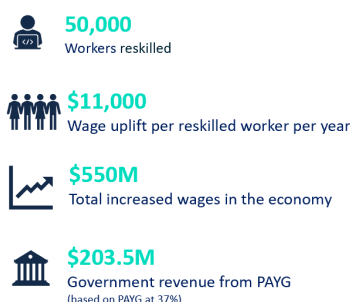 50,000
Workers reskilled
$11,000
Wage uplift per reskilled worker per year
$550M
Total increased wages in the economy
$203.5M
Government revenue from PAYG
(based on PAYG at 37%)